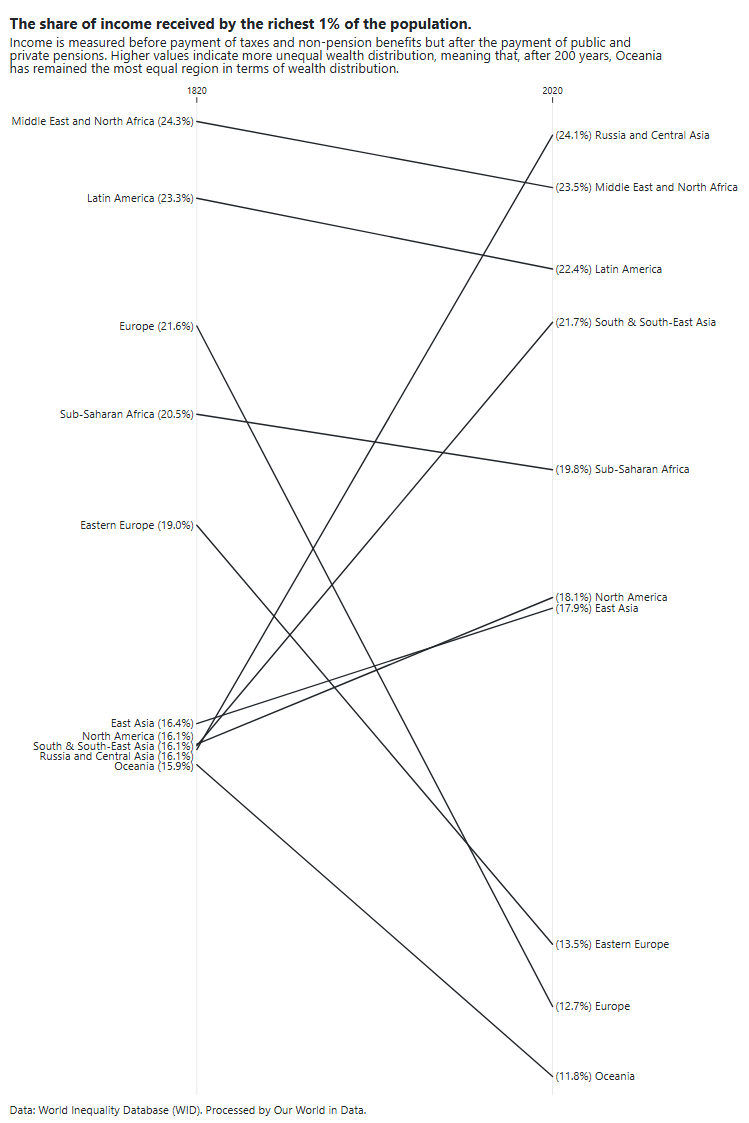 The share of income received by the richest 1% of the population.
Income is measured before payment of taxes and non-pension benefits but after the payment of public and
private pensions. Higher values indicate more unequal wealth distribution, meaning that, after 200 years, Oceania
has remained the most equal region in terms of wealth distribution.
1820
2020
Middle East and North Africa (24.3%)
(24.1%) Russia and Central Asia
(23.5%) Middle East and North Africa
Latin America (23.3%)
(22.4%) Latin America
(21.7%) South & South-East Asia
Europe (21.6%)
Sub-Saharan Africa (20.5%)
(19.8%) Sub-Saharan Africa
Eastern Europe (19.0%)
(18.1%) North America
(17.9%) East Asia
East Asia (16.4%)
North America (16.1%)
South & South-East Asia (16.1%)
Russia and Central Asia (16.1%)
Oceania (15.9%)
(13.5%) Eastern Europe
(12.7%) Europe
(11.8%) Oceania
Data: World Inequality Database (WID). Processed by Our World in Data.